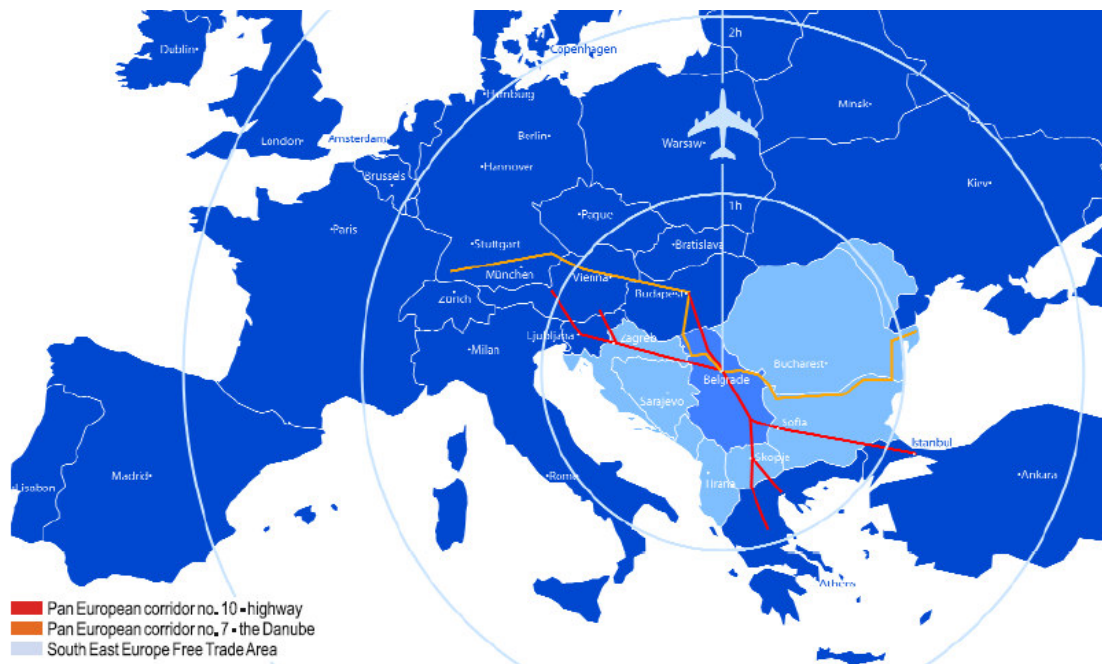 2h
Copenhagen
Dublin
Hamburg
Minsk
Berlin
Amsterdam
London
Warsaw
Hannover
Brussels
Kiev
1h
Paque
Paris
Stuttgart
Bratislava
München
Vienna
Zürich
Budapest
Ljubljana
Zagreb
Milan
Bucharest
Belgrade
Sarajevo
Sofia
Istanbul
Skopje
Madrid
Rome
Tirana
Ankara
Lisabon
Athens
Pan European corridor no. 10 - highway
Pan European corridor no. 7 - the Danube
South East Europe Free Trade Area